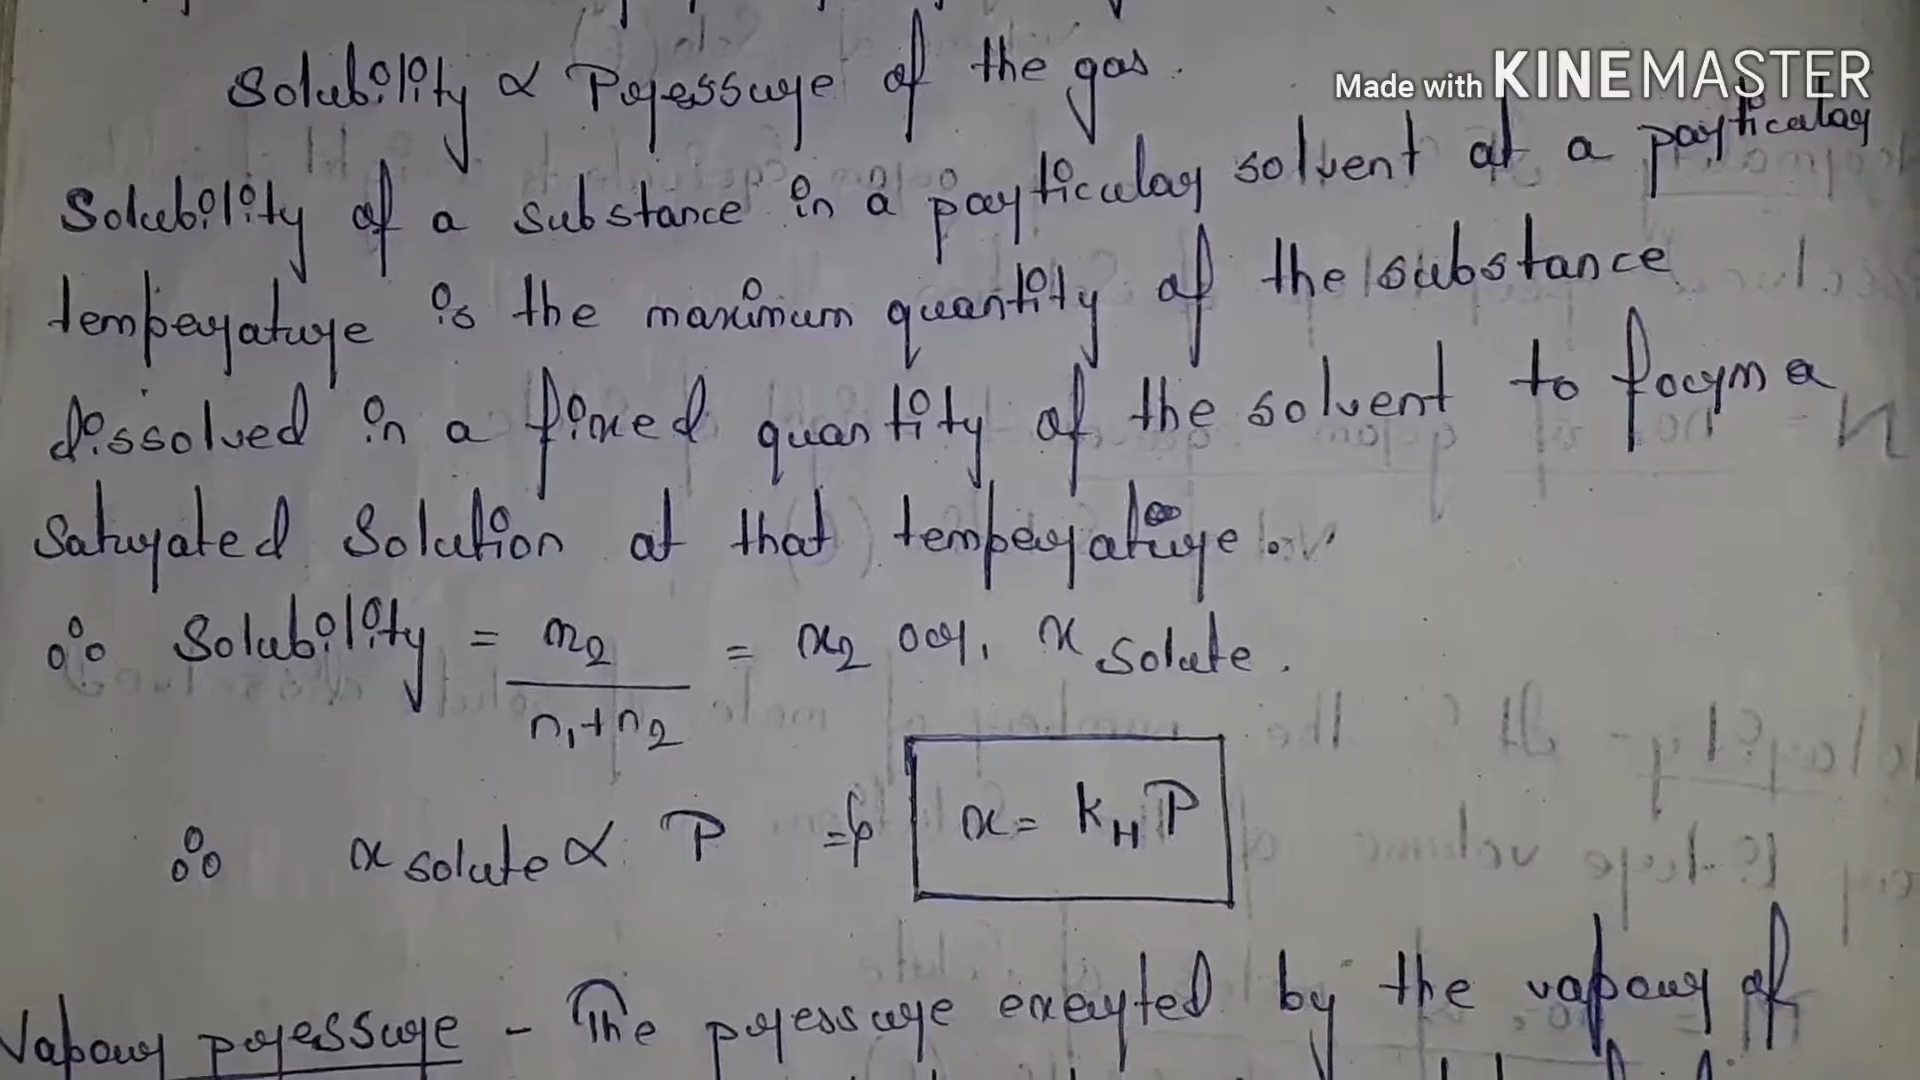 Made with KINEMASTER
Solubility ∝ Pressure of the gas.
Solubility of a substance in a particular solvent at a particular
temperature is the maximum quantity of the substance
dissolved in a fixed quantity of the solvent to form a
saturated solution at that temperature.
∴ Solubility = n2 / n1+n2 = x2 or, x solute.
∴ x solute ∝ P ⇒ x = KH P
Vapour pressure - The pressure exerted by the vapour of